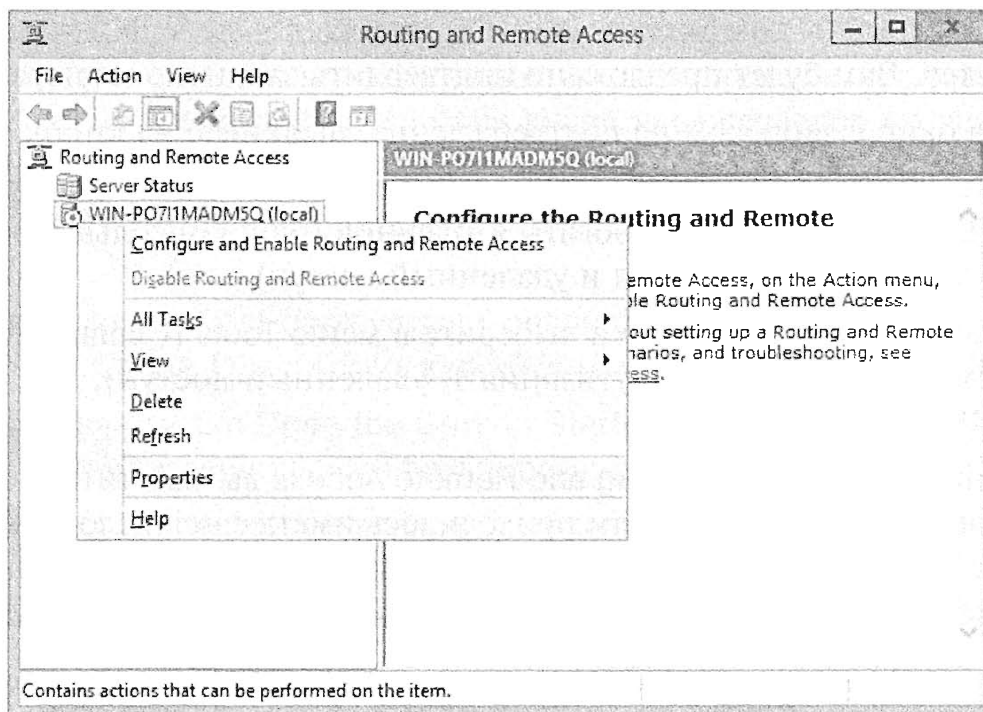 Routing and Remote Access
File Action View Help
Routing and Remote Access
Server Status
WIN-PO7I1MADM5Q (local)
WIN-PO7I1MADM5Q (local)
Configure the Routing and Remote
Configure and Enable Routing and Remote Access
Disable Routing and Remote Access
All Tasks
View
Delete
Refresh
Properties
Help
emote Access, on the Action menu,
ble Routing and Remote Access.
out setting up a Routing and Remote
narios, and troubleshooting, see
ess.
Contains actions that can be performed on the item.